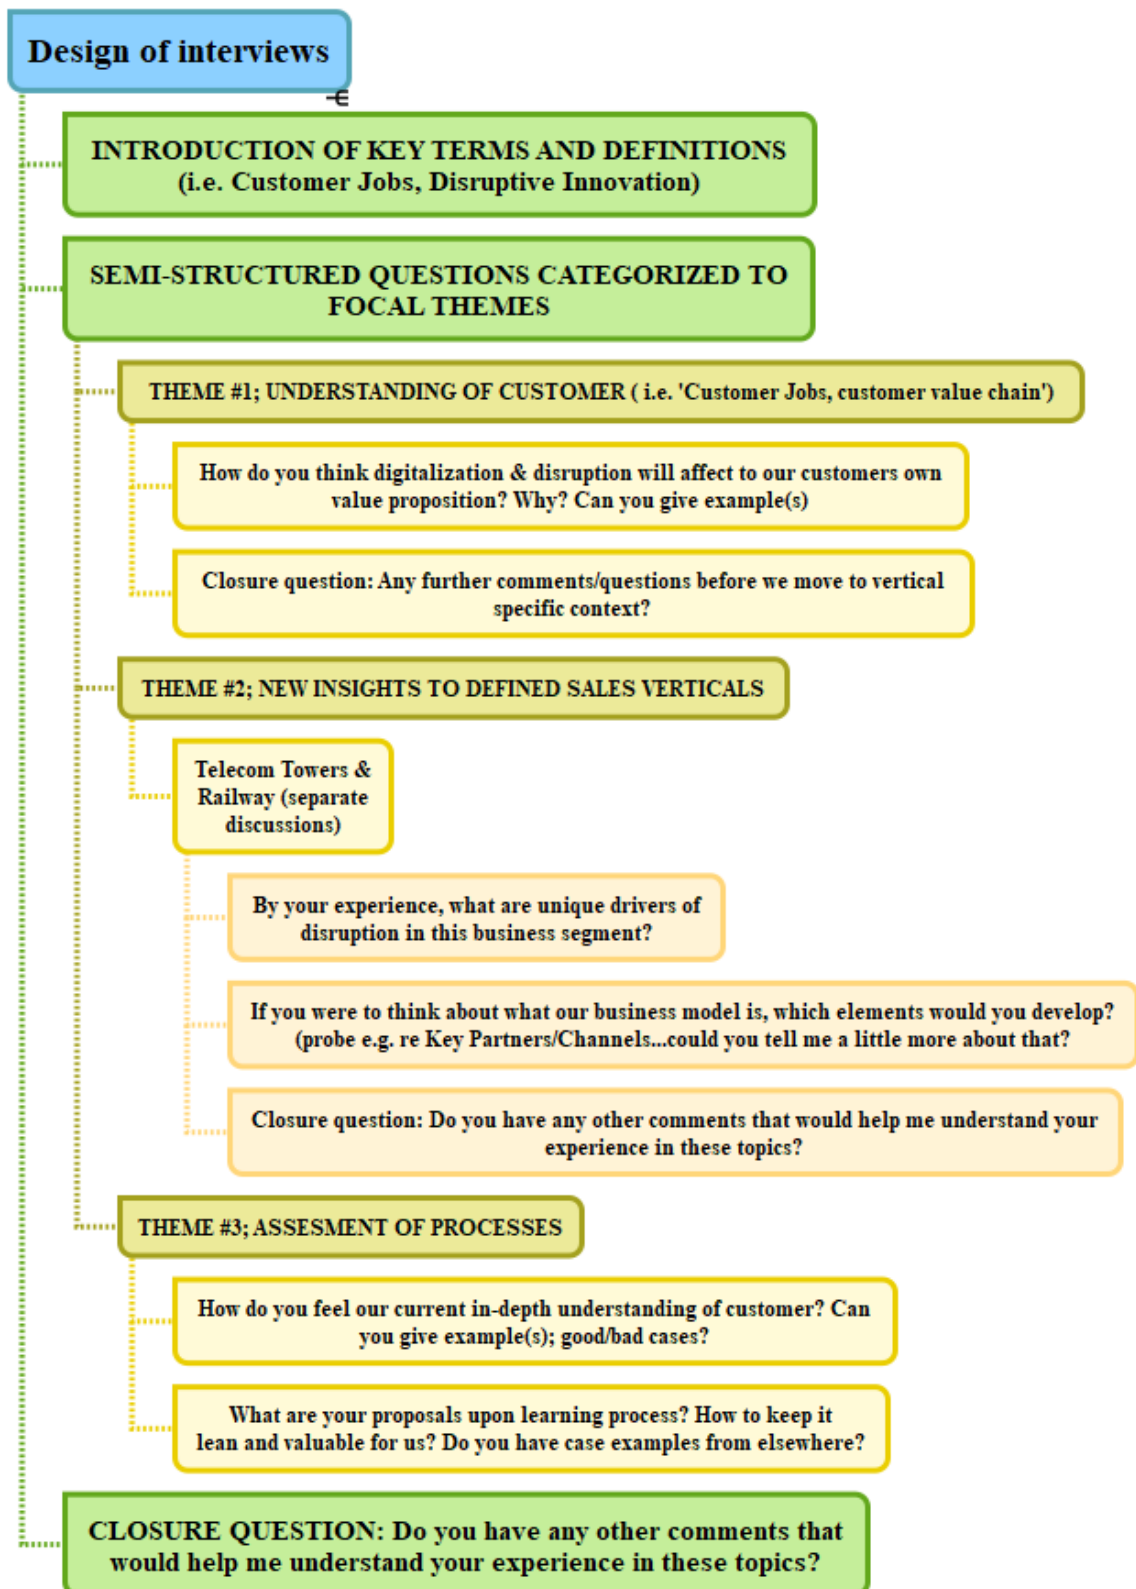 Design of interviews
INTRODUCTION OF KEY TERMS AND DEFINITIONS
(i.e. Customer Jobs, Disruptive Innovation)
SEMI-STRUCTURED QUESTIONS CATEGORIZED TO
FOCAL THEMES
THEME #1; UNDERSTANDING OF CUSTOMER ( i.e. 'Customer Jobs, customer value chain')
How do you think digitalization & disruption will affect to our customers own
value proposition? Why? Can you give example(s)
Closure question: Any further comments/questions before we move to vertical
specific context?
THEME #2; NEW INSIGHTS TO DEFINED SALES VERTICALS
Telecom Towers &
Railway (separate
discussions)
By your experience, what are unique drivers of
disruption in this business segment?
If you were to think about what our business model is, which elements would you develop?
(probe e.g. re Key Partners/Channels...could you tell me a little more about that?
Closure question: Do you have any other comments that would help me understand your
experience in these topics?
THEME #3; ASSESMENT OF PROCESSES
How do you feel our current in-depth understanding of customer? Can
you give example(s); good/bad cases?
What are your proposals upon learning process? How to keep it
lean and valuable for us? Do you have case examples from elsewhere?
CLOSURE QUESTION: Do you have any other comments that
would help me understand your experience in these topics?